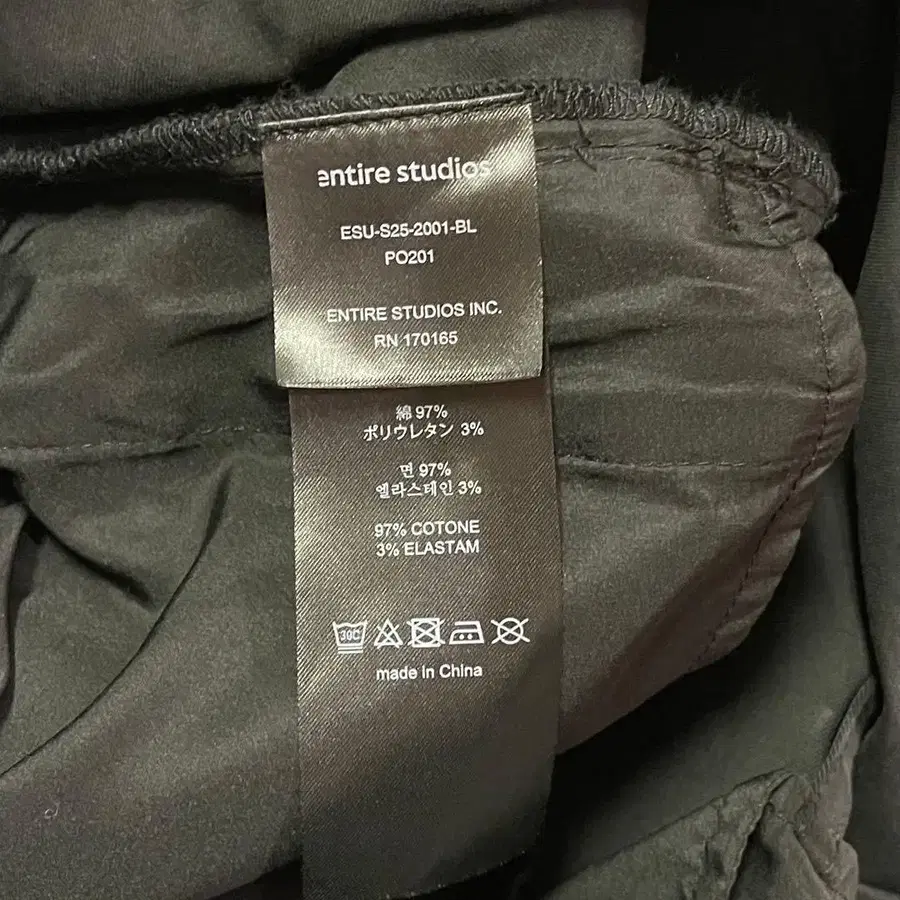 entire studios
ESU-S25-2001-BL
PO201
ENTIRE STUDIOS INC.
RN 170165
綿 97%
ポリウレタン 3%
면 97%
엘라스테인 3%
97% COTONE
3% ELASTAM
30C
made in China